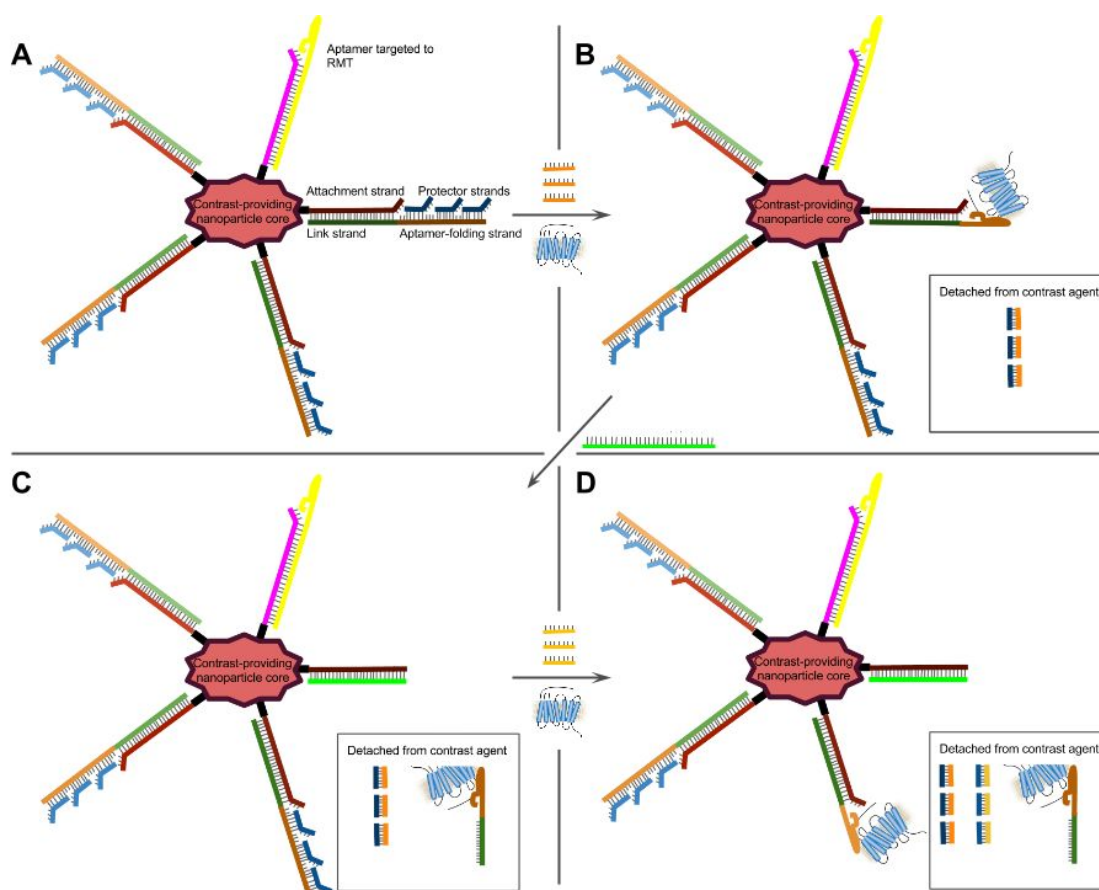 A
Aptamer targeted to
RMT
Contrast-providing
nanoparticle core
Attachment strand
Protector strands
Link strand
Aptamer-folding strand
B
Contrast-providing
nanoparticle core
Detached from contrast agent
C
Contrast-providing
nanoparticle core
Detached from contrast agent
D
Contrast-providing
nanoparticle core
Detached from contrast agent